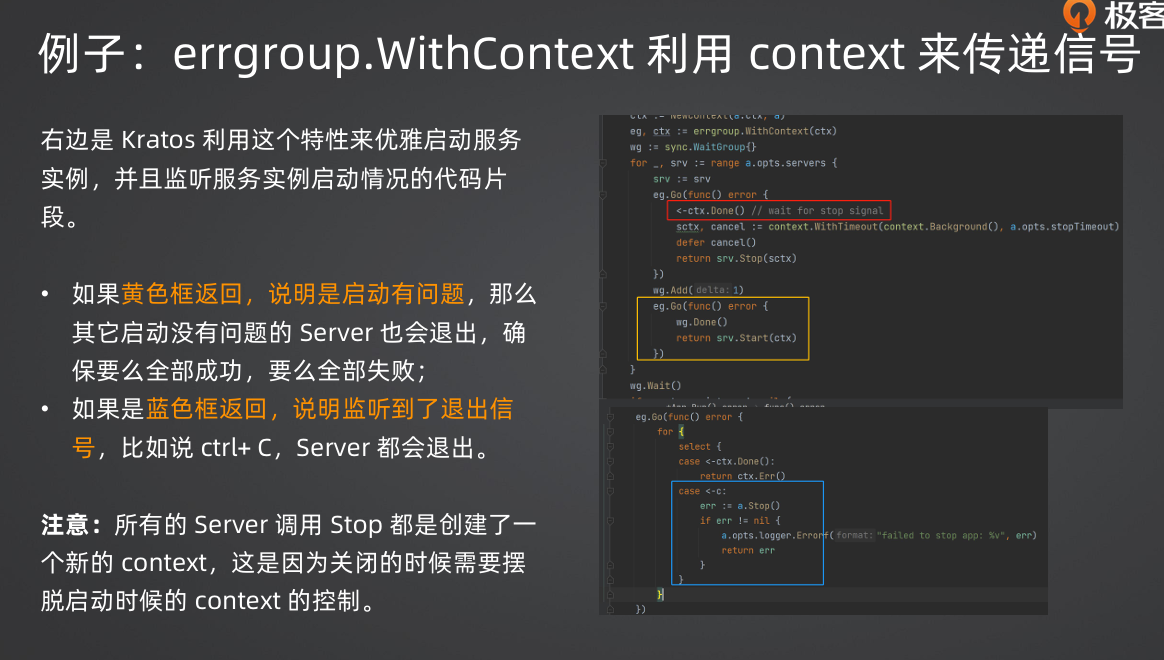 极客
例子：errgroup.WithContext 利用 context 来传递信号
右边是 Kratos 利用这个特性来优雅启动服务
实例，并且监听服务实例启动情况的代码片
段。
• 如果黄色框返回，说明是启动有问题，那么
其它启动没有问题的 Server 也会退出，确
保要么全部成功，要么全部失败；
• 如果是蓝色框返回，说明监听到了退出信
号，比如说 ctrl+ C，Server 都会退出。
注意：所有的 Server 调用 Stop 都是创建了一
个新的 context，这是因为关闭的时候需要摆
脱启动时候的 context 的控制。
ctx := NewContext(a.ctx, a)
eg, ctx := errgroup.WithContext(ctx)
wg := sync.WaitGroup{}
for _, srv := range a.opts.servers {
srv := srv
eg.Go(func() error {
<-ctx.Done() // wait for stop signal
sctx, cancel := context.WithTimeout(context.Background(), a.opts.stopTimeout)
defer cancel()
return srv.Stop(sctx)
})
wg.Add( delta: 1)
eg.Go(func() error {
wg.Done()
return srv.Start(ctx)
})
}
wg.Wait()
eg.Go(func() error {
for {
select {
case <-ctx.Done():
return ctx.Err()
case <-c:
err := a.Stop()
if err != nil {
a.opts.logger.Errorf( format: "failed to stop app: %v", err)
return err
}
}
}
})